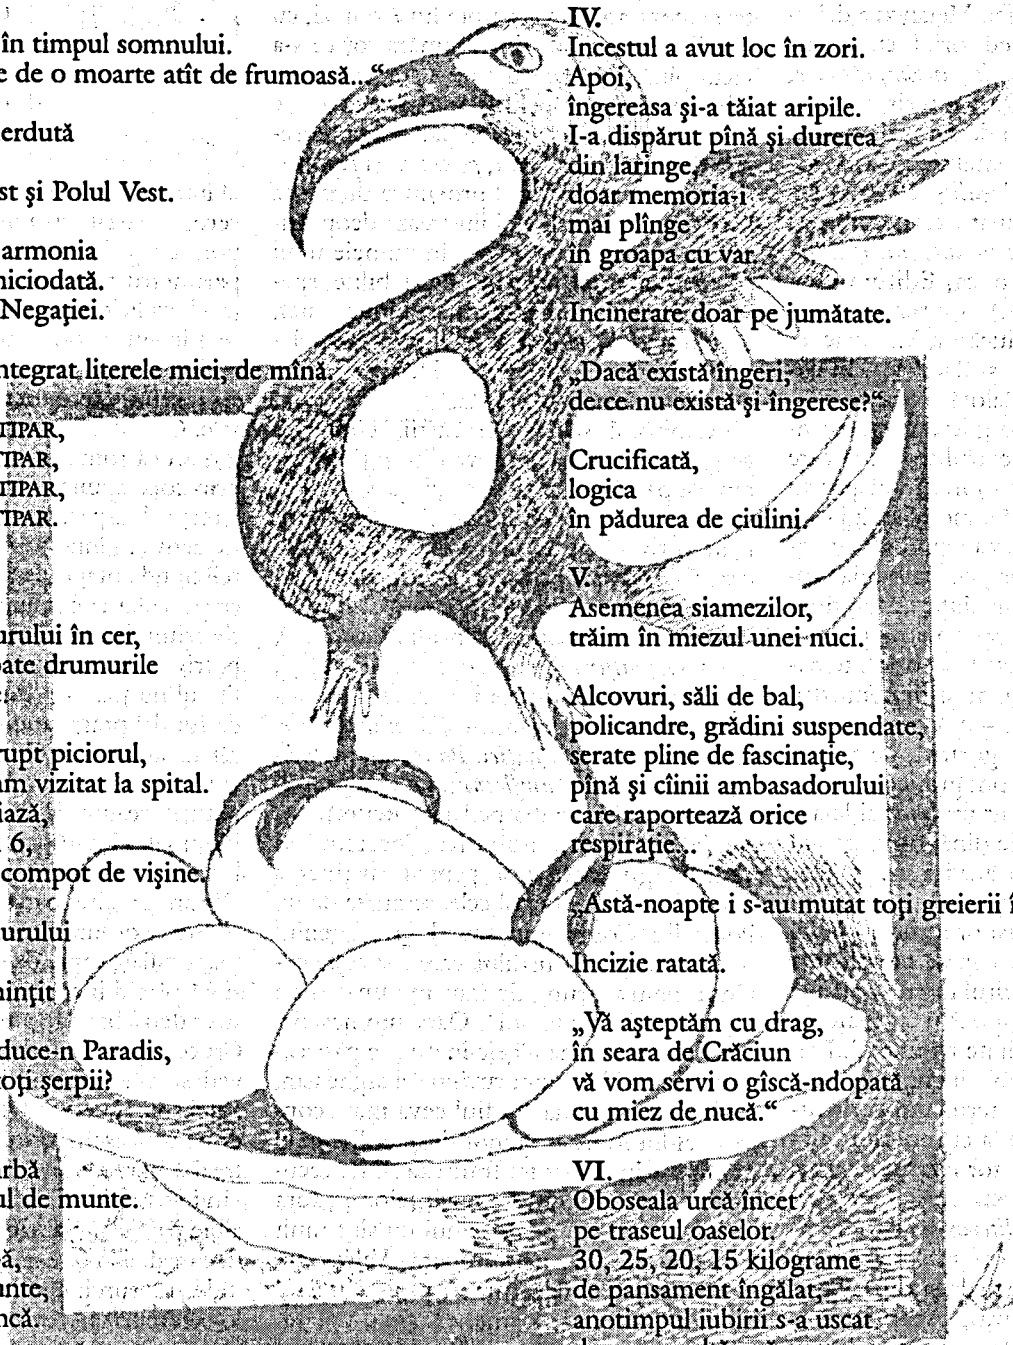 în timpul somnului.
de o moarte atît de frumoasă..."
erdută
st şi Polul Vest.
armonia
niciodată.
Negaţiei.
ntegrat literele mici, de mînă.
TIPAR,
TIPAR,
TIPAR,
TIPAR.
urului în cer,
oate drumurile
rupt piciorul,
am vizitat la spital.
iază,
6,
compot de vişine.
urului
minţit
duce-n Paradis,
toţi şerpii?
arbă
ul de munte.
ă,
ante,
ncă.
IV.
Incestul a avut loc în zori.
Apoi,
îngereasa şi-a tăiat aripile.
I-a dispărut pînă şi durerea
din laringe,
doar memoria-i
mai plînge
în groapa cu var.
Incinerare doar pe jumătate.
„Dacă există îngeri,
de ce nu există şi îngerese?“
Crucificată,
logica
în pădurea de ciulini.
V.
Asemenea siamezilor,
trăim în miezul unei nuci.
Alcovuri, săli de bal,
policandre, grădini suspendate,
serate pline de fascinaţie,
pînă şi cîinii ambasadorului
care raportează orice
respiraţie...
„Astă-noapte i s-au mutat toţi greierii î
Incizie ratată.
„Vă aşteptăm cu drag,
în seara de Crăciun
vă vom servi o gîscă-ndopată
cu miez de nucă.“
VI.
Oboseala urcă încet
pe traseul oaselor.
30, 25, 20, 15 kilograme
de pansament îngălat,
anotimpul iubirii s-a uscat